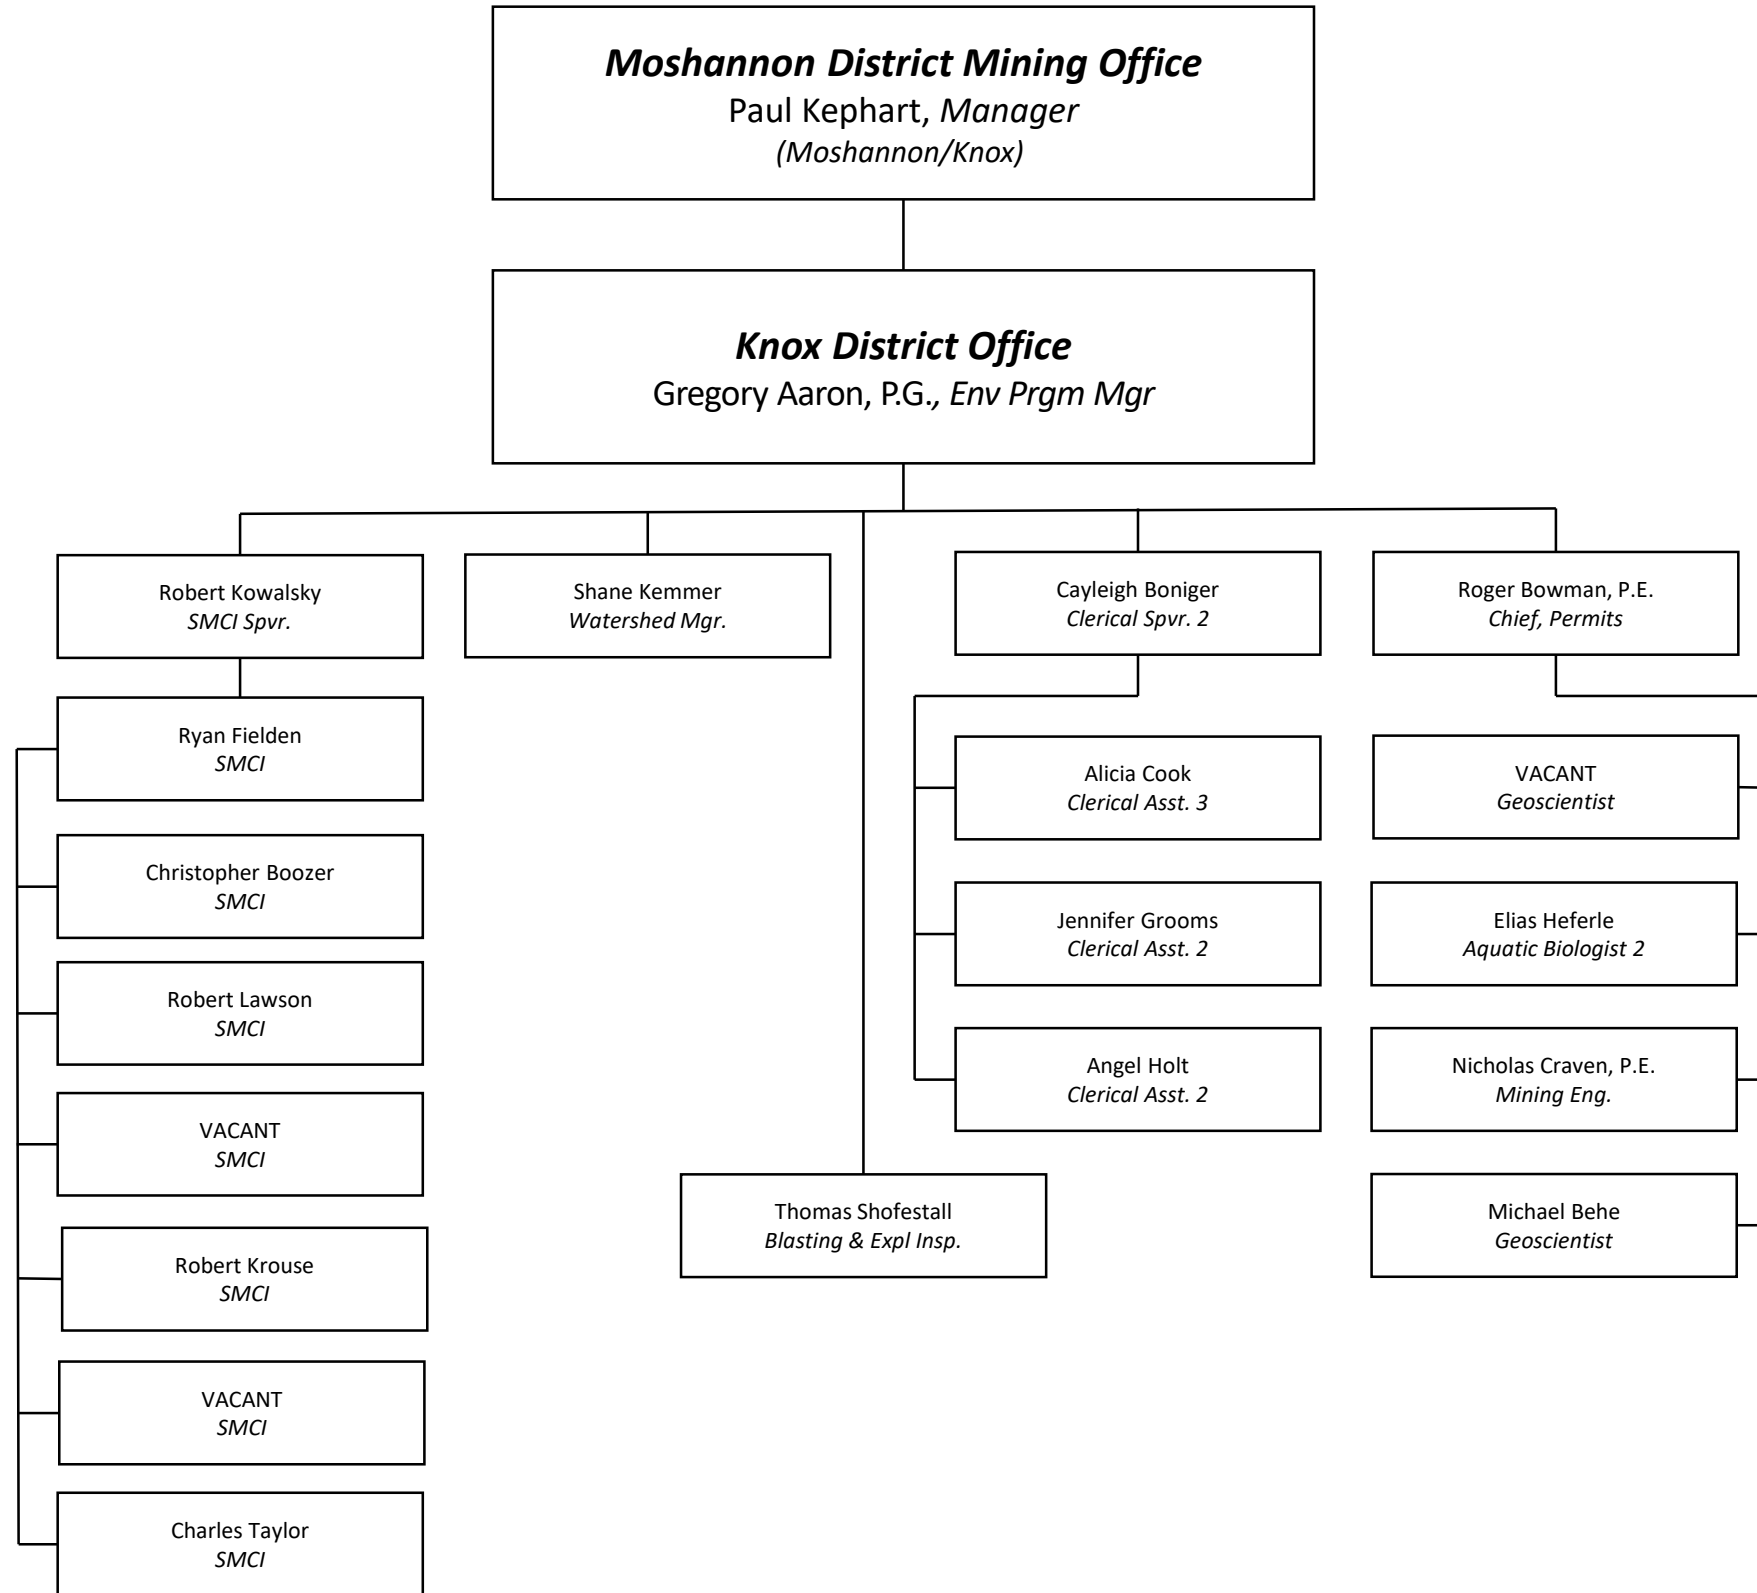 Moshannon District Mining Office
Paul Kephart, Manager
(Moshannon/Knox)
Knox District Office
Gregory Aaron, P.G., Env Prgm Mgr
Robert Kowalsky
SMCI Spvr.
Shane Kemmer
Watershed Mgr.
Cayleigh Boniger
Clerical Spvr. 2
Roger Bowman, P.E.
Chief, Permits
Ryan Fielden
SMCI
Christopher Boozer
SMCI
Robert Lawson
SMCI
VACANT
SMCI
Robert Krouse
SMCI
VACANT
SMCI
Charles Taylor
SMCI
Thomas Shofestall
Blasting & Expl Insp.
Alicia Cook
Clerical Asst. 3
Jennifer Grooms
Clerical Asst. 2
Angel Holt
Clerical Asst. 2
VACANT
Geoscientist
Elias Heferle
Aquatic Biologist 2
Nicholas Craven, P.E.
Mining Eng.
Michael Behe
Geoscientist